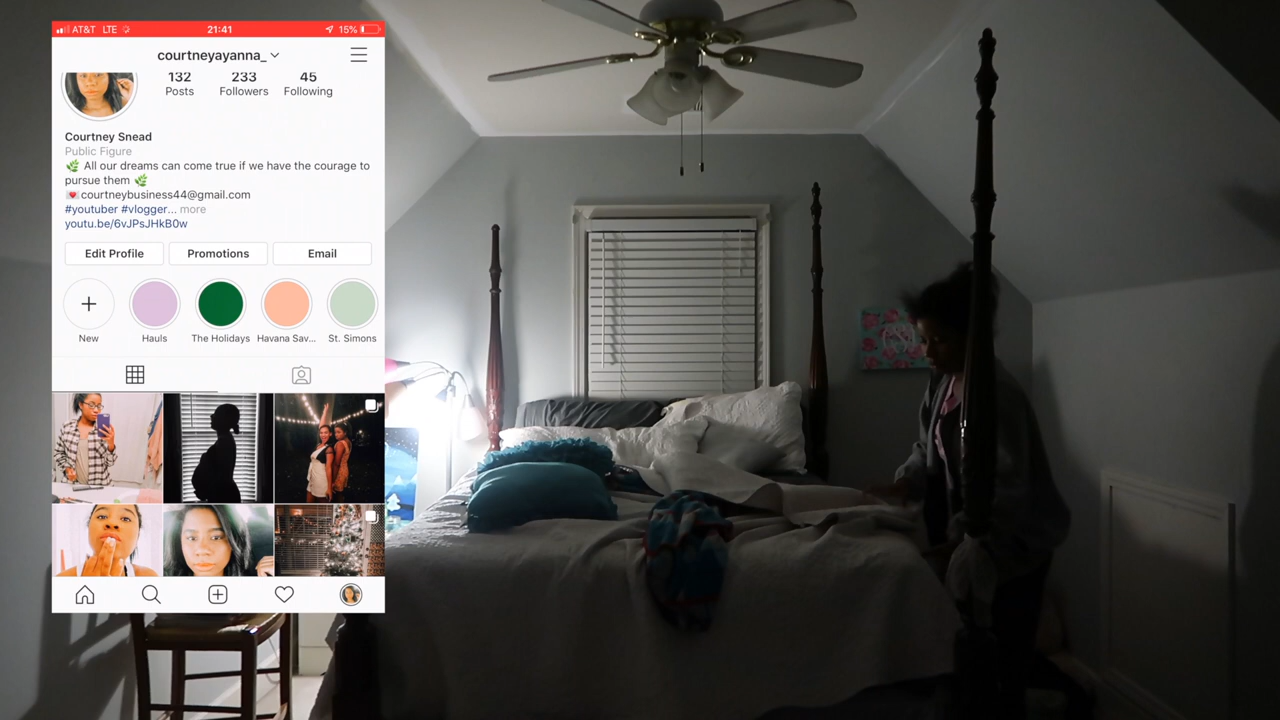 AT&T LTE 21:41 15%
courtneyayanna_
132 233 45
Posts Followers Following
Courtney Snead
Public Figure
🌿 All our dreams can come true if we have the courage to
pursue them 🌿
💌courtneybusiness44@gmail.com
#youtuber #vlogger... more
youtu.be/6vJPsJHkB0w
Edit Profile Promotions Email
New Hauls The Holidays Havana Sav... St. Simons